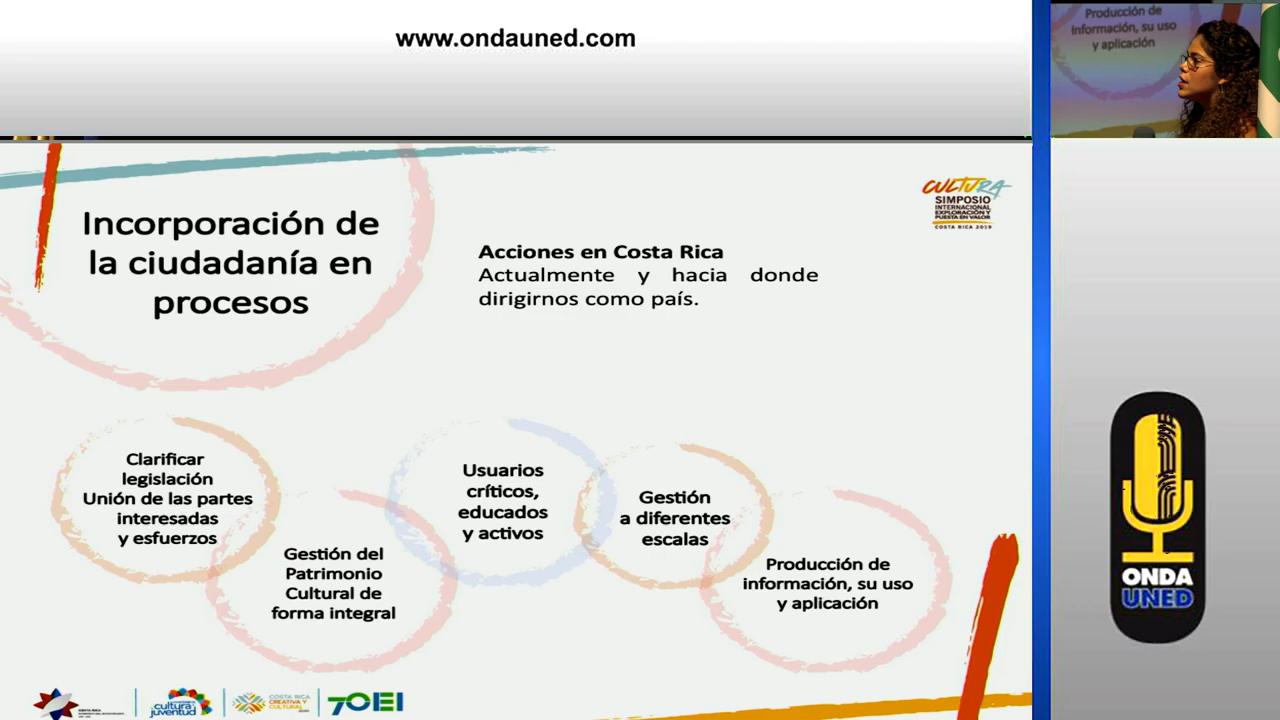 www.ondauned.com
Producción de
información, su uso
y aplicación
CULTURA
SIMPOSIO
INTERNACIONAL
EXPLORACIÓN Y
PUESTA EN VALOR
COSTA RICA 2019
Incorporación de
la ciudadanía en
procesos
Acciones en Costa Rica
Actualmente y hacia donde
dirigirnos como país.
Clarificar
legislación
Unión de las partes
interesadas
y esfuerzos
Gestión del
Patrimonio
Cultural de
forma integral
Usuarios
críticos,
educados
y activos
Gestión
a diferentes
escalas
Producción de
información, su uso
y aplicación
ONDA
UNED
COSTA RICA
cultura
juventud
COSTA RICA
CREATIVA Y
CULTURAL
70EI